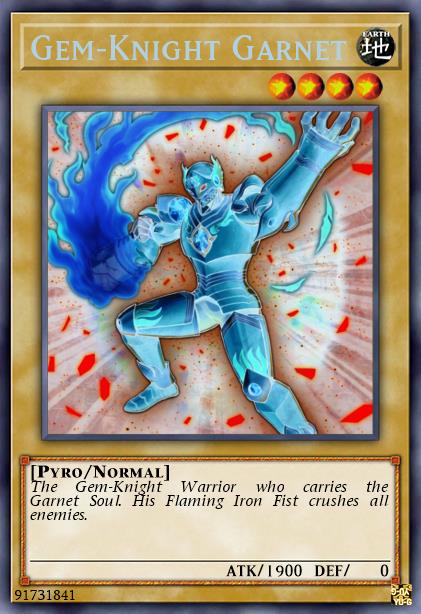 GEM-KNIGHT GARNET
EARTH
地
[PYRO/NORMAL]
The Gem-Knight Warrior who carries the
Garnet Soul. His Flaming Iron Fist crushes all
enemies.
ATK/1900 DEF/ 0
91731841